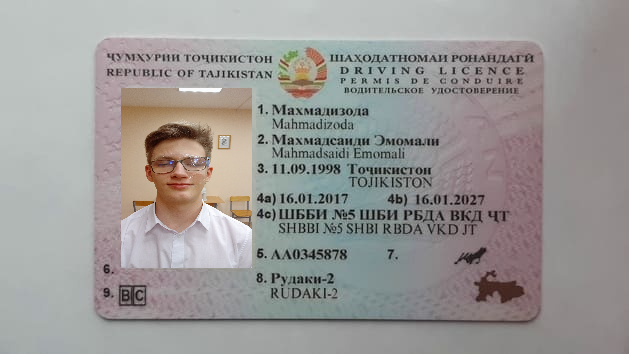 ҶУМҲУРИИ ТОҶИКИСТОН
REPUBLIC OF TAJIKISTAN
ШАҲОДАТНОМАИ РОНАНДАГӢ
DRIVING LICENCE
PERMIS DE CONDUIRE
ВОДИТЕЛЬСКОЕ УДОСТОВЕРЕНИЕ
1. Махмадизода
Mahmadizoda
2. Махмадсаиди Эмомали
Mahmadsaidi Emomali
3. 11.09.1998 Тоҷикистон
TOJIKISTON
4a) 16.01.2017 4b) 16.01.2027
4c) ШББИ №5 ШБИ РБДА ВКД ҶТ
SHBBI №5 SHBI RBDA VKD JT
5. AA0345878 7.
6.
8. Рудаки-2
RUDAKI-2
9. B C